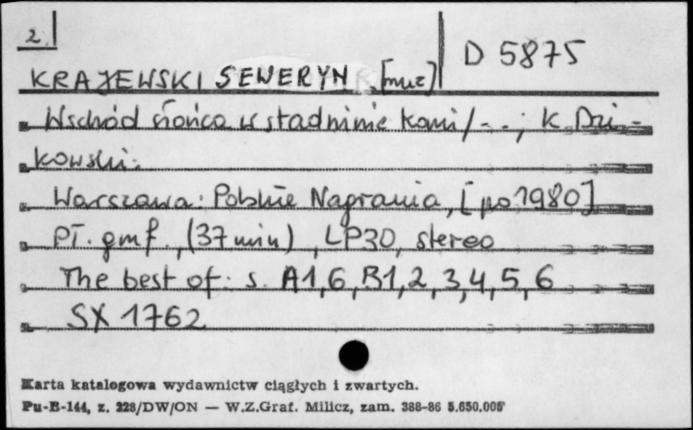 2
D 5875
KRAJEWSKI SEWERYN [muz]
Wschód słońca w stadninie koni / - . . ; K. Dzi-
kowski.
Warszawa : Polskie Nagrania, [po 1980]
Pł. gmf., (37 min), LP30, stereo
The best of : s. A1,6, B1,2,3,4,5,6
SX 1762
Karta katalogowa wydawnictw ciągłych i zwartych.
Pu-B-144, z. 228/DW/ON — W.Z.Graf. Milicz, zam. 388-86 5.650.005